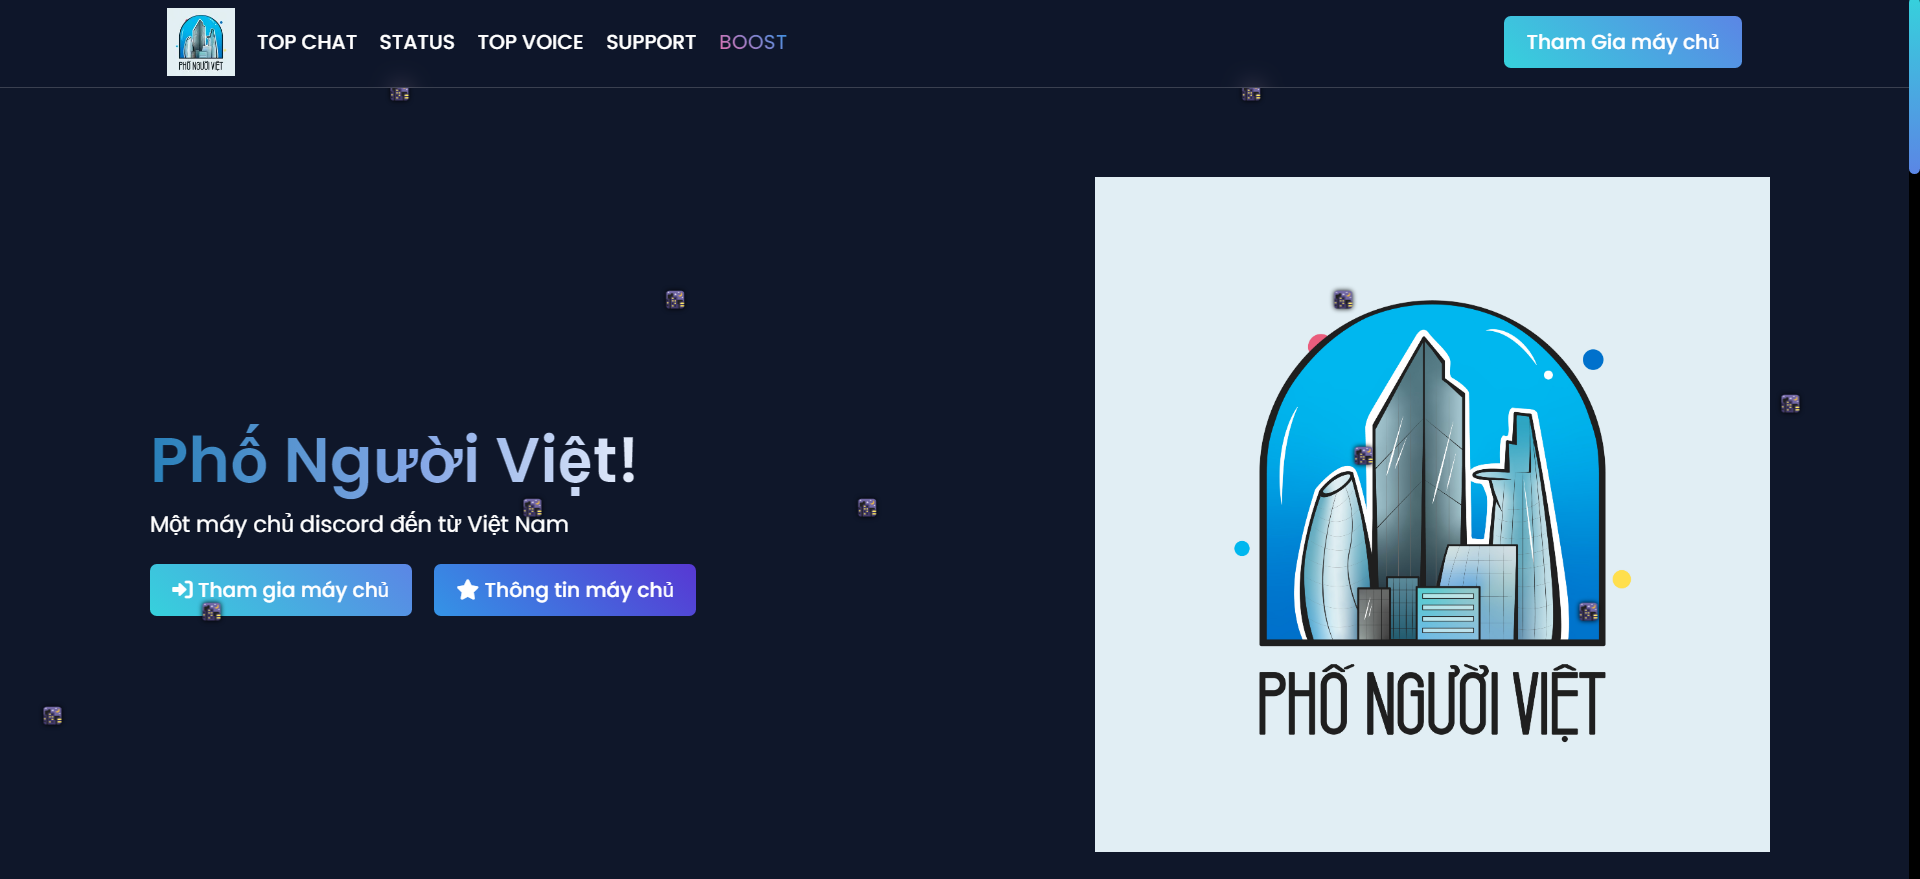 PHỐ NGƯỜI VIỆT
TOP CHAT STATUS TOP VOICE SUPPORT BOOST
Tham Gia máy chủ
Phố Người Việt!
Một máy chủ discord đến từ Việt Nam
Tham gia máy chủ
Thông tin máy chủ
PHỐ NGƯỜI VIỆT